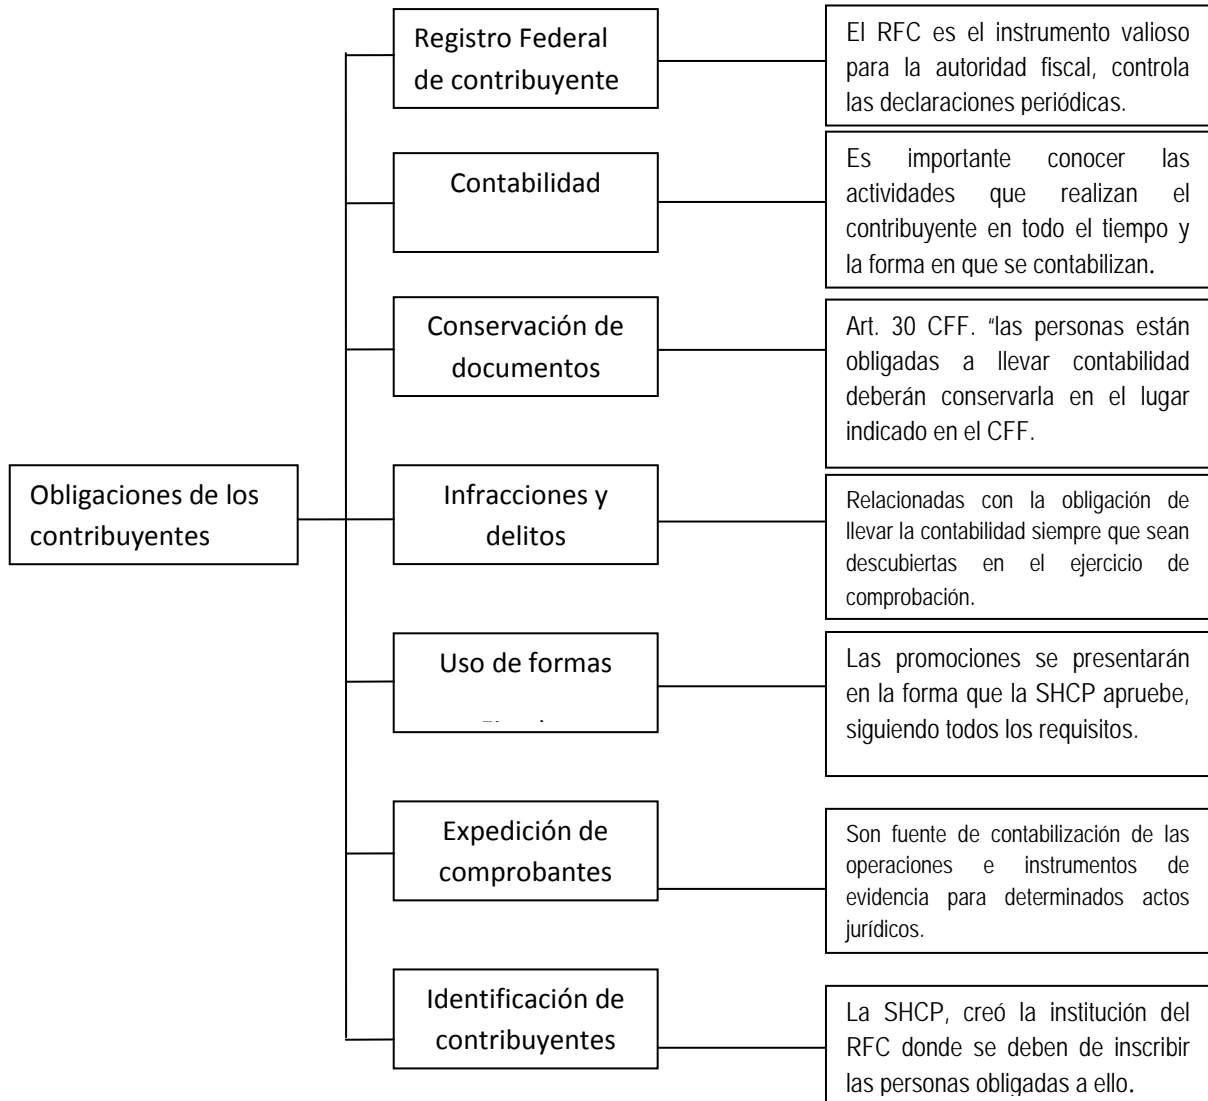 Registro Federal
de contribuyente
El RFC es el instrumento valioso
para la autoridad fiscal, controla
las declaraciones periódicas.
Contabilidad
Es importante conocer las
actividades que realizan el
contribuyente en todo el tiempo y
la forma en que se contabilizan.
Conservación de
documentos
Art. 30 CFF. “las personas están
obligadas a llevar contabilidad
deberán conservarla en el lugar
indicado en el CFF.
Obligaciones de los
contribuyentes
Infracciones y
delitos
Relacionadas con la obligación de
llevar la contabilidad siempre que sean
descubiertas en el ejercicio de
comprobación.
Uso de formas
Las promociones se presentarán
en la forma que la SHCP apruebe,
siguiendo todos los requisitos.
Expedición de
comprobantes
Son fuente de contabilización de las
operaciones e instrumentos de
evidencia para determinados actos
jurídicos.
Identificación de
contribuyentes
La SHCP, creó la institución del
RFC donde se deben de inscribir
las personas obligadas a ello.